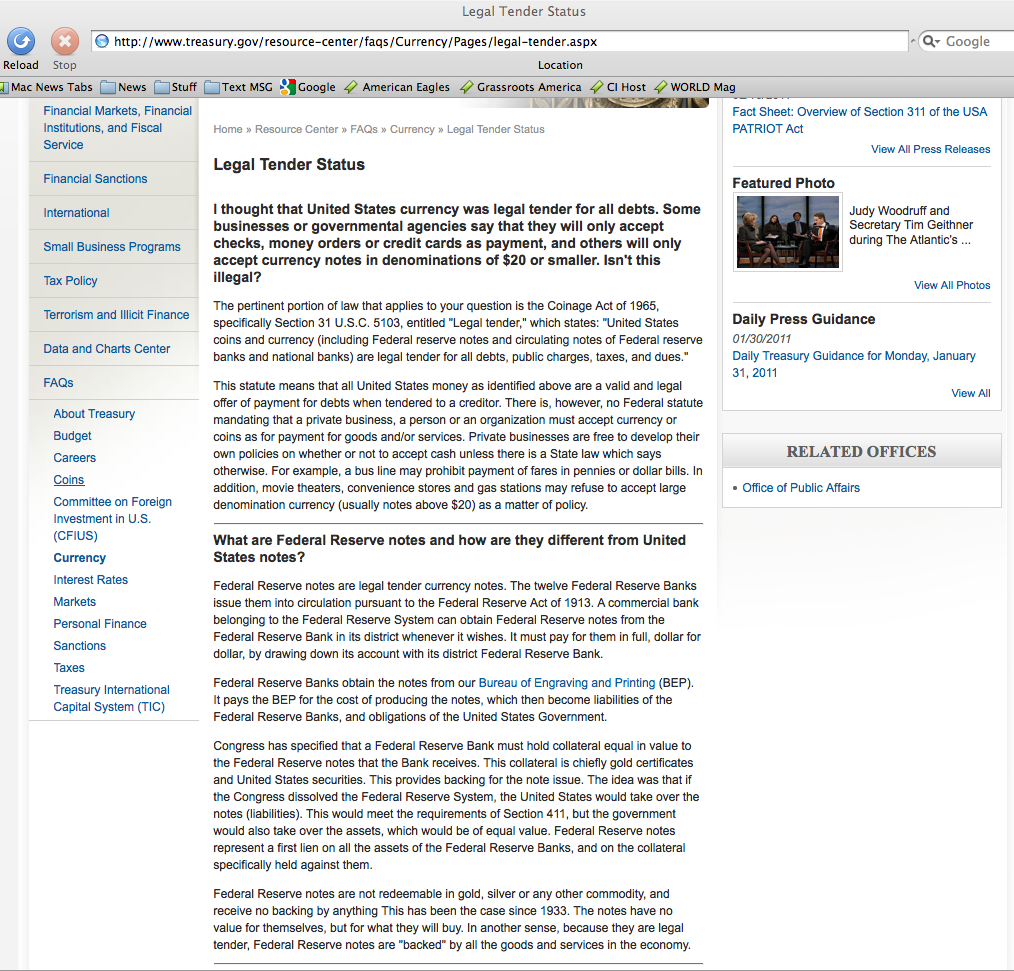 Legal Tender Status
http://www.treasury.gov/resource-center/faqs/Currency/Pages/legal-tender.aspx
Google
Reload
Stop
Location
Mac News Tabs
News
Stuff
Text MSG
Google
American Eagles
Grassroots America
CI Host
WORLD Mag
Financial Markets, Financial
Institutions, and Fiscal
Service
Financial Sanctions
International
Small Business Programs
Tax Policy
Terrorism and Illicit Finance
Data and Charts Center
FAQs
About Treasury
Budget
Careers
Coins
Committee on Foreign
Investment in U.S.
(CFIUS)
Currency
Interest Rates
Markets
Personal Finance
Sanctions
Taxes
Treasury International
Capital System (TIC)
Home » Resource Center » FAQs » Currency » Legal Tender Status
Legal Tender Status
I thought that United States currency was legal tender for all debts. Some
businesses or governmental agencies say that they will only accept
checks, money orders or credit cards as payment, and others will only
accept currency notes in denominations of $20 or smaller. Isn't this
illegal?
The pertinent portion of law that applies to your question is the Coinage Act of 1965,
specifically Section 31 U.S.C. 5103, entitled "Legal tender," which states: "United States
coins and currency (including Federal reserve notes and circulating notes of Federal reserve
banks and national banks) are legal tender for all debts, public charges, taxes, and dues."
This statute means that all United States money as identified above are a valid and legal
offer of payment for debts when tendered to a creditor. There is, however, no Federal statute
mandating that a private business, a person or an organization must accept currency or
coins as for payment for goods and/or services. Private businesses are free to develop their
own policies on whether or not to accept cash unless there is a State law which says
otherwise. For example, a bus line may prohibit payment of fares in pennies or dollar bills. In
addition, movie theaters, convenience stores and gas stations may refuse to accept large
denomination currency (usually notes above $20) as a matter of policy.
What are Federal Reserve notes and how are they different from United
States notes?
Federal Reserve notes are legal tender currency notes. The twelve Federal Reserve Banks
issue them into circulation pursuant to the Federal Reserve Act of 1913. A commercial bank
belonging to the Federal Reserve System can obtain Federal Reserve notes from the
Federal Reserve Bank in its district whenever it wishes. It must pay for them in full, dollar for
dollar, by drawing down its account with its district Federal Reserve Bank.
Federal Reserve Banks obtain the notes from our Bureau of Engraving and Printing (BEP).
It pays the BEP for the cost of producing the notes, which then become liabilities of the
Federal Reserve Banks, and obligations of the United States Government.
Congress has specified that a Federal Reserve Bank must hold collateral equal in value to
the Federal Reserve notes that the Bank receives. This collateral is chiefly gold certificates
and United States securities. This provides backing for the note issue. The idea was that if
the Congress dissolved the Federal Reserve System, the United States would take over the
notes (liabilities). This would meet the requirements of Section 411, but the government
would also take over the assets, which would be of equal value. Federal Reserve notes
represent a first lien on all the assets of the Federal Reserve Banks, and on the collateral
specifically held against them.
Federal Reserve notes are not redeemable in gold, silver or any other commodity, and
receive no backing by anything This has been the case since 1933. The notes have no
value for themselves, but for what they will buy. In another sense, because they are legal
tender, Federal Reserve notes are "backed" by all the goods and services in the economy.
Fact Sheet: Overview of Section 311 of the USA
PATRIOT Act
View All Press Releases
Featured Photo
Judy Woodruff and
Secretary Tim Geithner
during The Atlantic's ...
View All Photos
Daily Press Guidance
01/30/2011
Daily Treasury Guidance for Monday, January
31, 2011
View All
RELATED OFFICES
• Office of Public Affairs